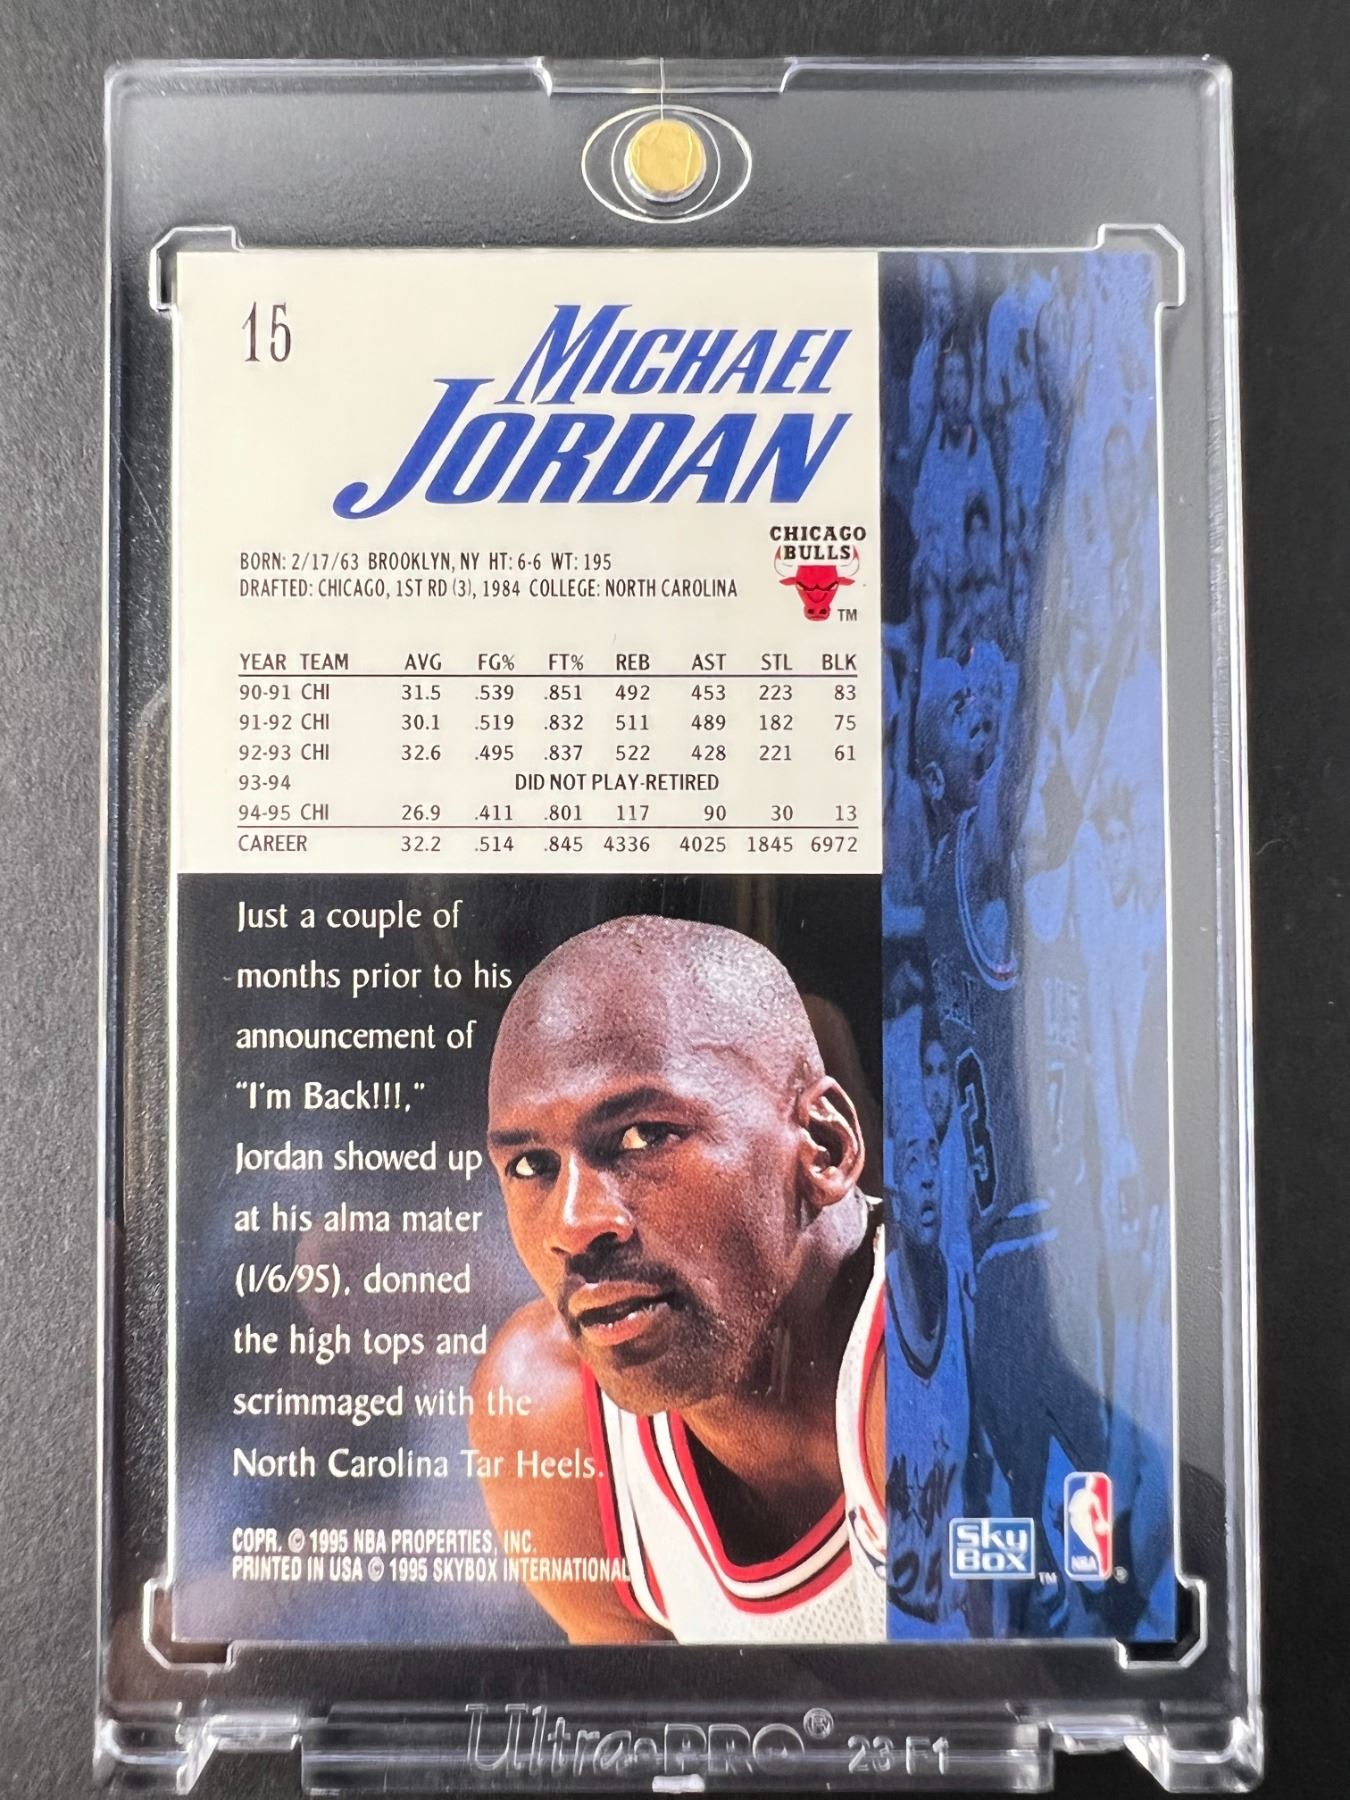 15
MICHAEL
JORDAN
CHICAGO
BULLS
TM
BORN: 2/17/63 BROOKLYN, NY HT: 6-6 WT: 195
DRAFTED: CHICAGO, 1ST RD (3), 1984 COLLEGE: NORTH CAROLINA
YEAR TEAM AVG FG% FT% REB AST STL BLK
90-91 CHI 31.5 .539 .851 492 453 223 83
91-92 CHI 30.1 .519 .832 511 489 182 75
92-93 CHI 32.6 .495 .837 522 428 221 61
93-94 DID NOT PLAY-RETIRED
94-95 CHI 26.9 .411 .801 117 90 30 13
CAREER 32.2 .514 .845 4336 4025 1845 6972
Just a couple of
months prior to his
announcement of
"I'm Back!!!,"
Jordan showed up
at his alma mater
(1/6/95), donned
the high tops and
scrimmaged with the
North Carolina Tar Heels.
COPR. © 1995 NBA PROPERTIES, INC.
PRINTED IN USA © 1995 SKYBOX INTERNATIONAL
Sky
Box
TM
NBA
®
Ultra•PRO® 23F1